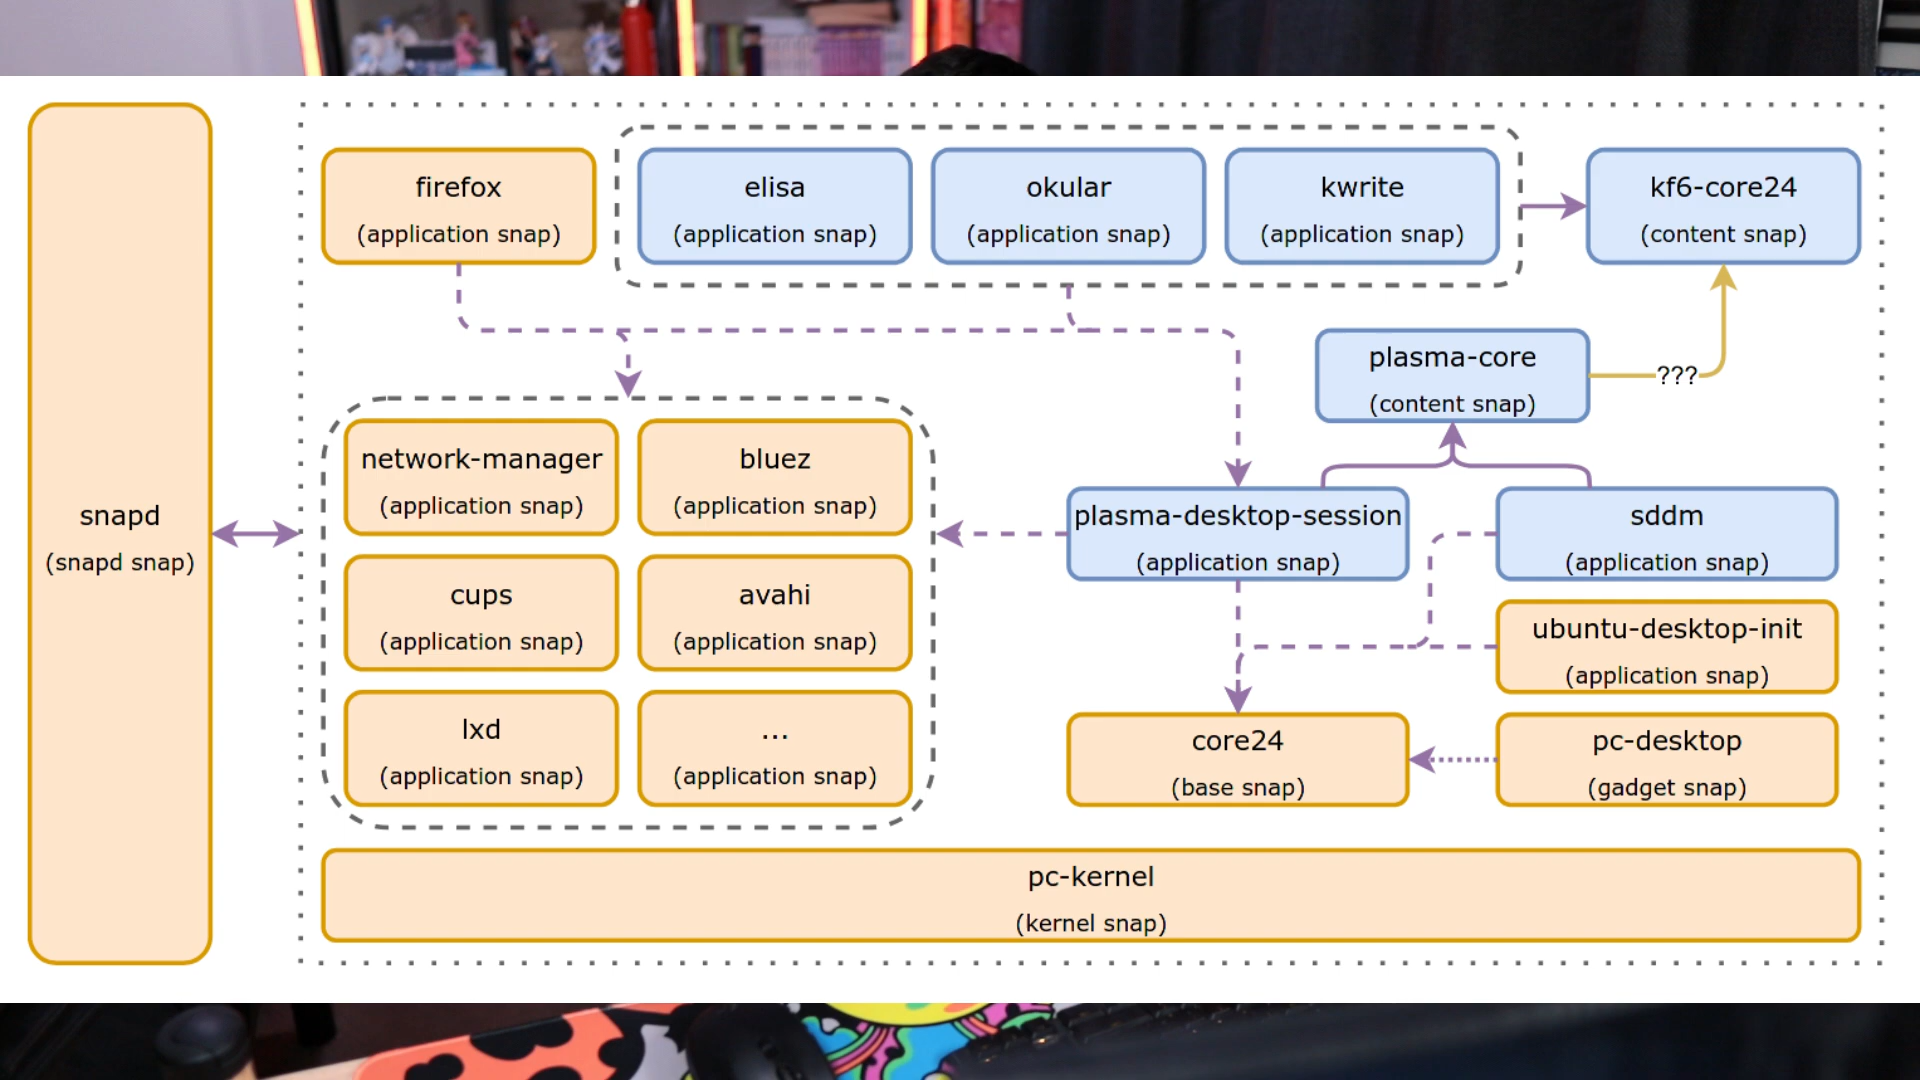 snapd
(snapd snap)
firefox
(application snap)
elisa
(application snap)
okular
(application snap)
kwrite
(application snap)
kf6-core24
(content snap)
plasma-core
(content snap)
???
network-manager
(application snap)
bluez
(application snap)
cups
(application snap)
avahi
(application snap)
lxd
(application snap)
...
(application snap)
plasma-desktop-session
(application snap)
sddm
(application snap)
ubuntu-desktop-init
(application snap)
core24
(base snap)
pc-desktop
(gadget snap)
pc-kernel
(kernel snap)